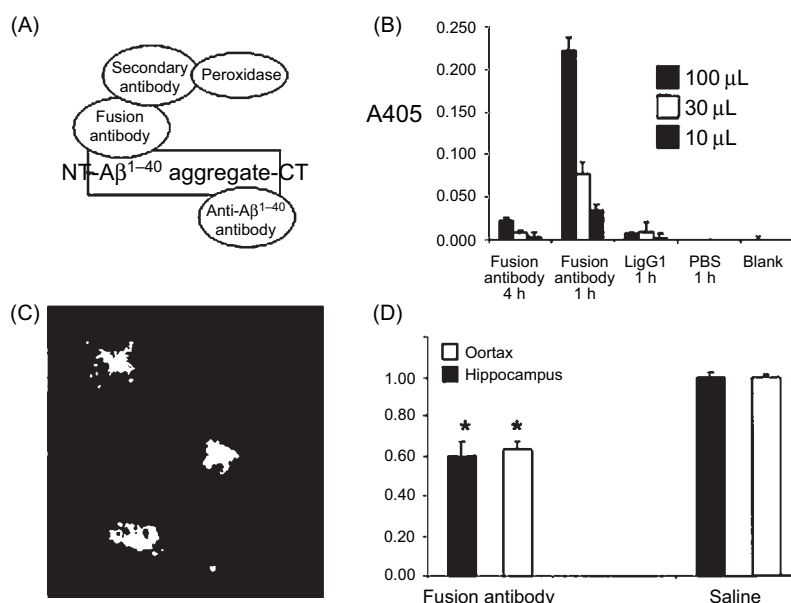 (A)
Secondary
antibody
Peroxidase
Fusion
antibody
NT-Aβ1–40 aggregate-CT
Anti-Aβ1–40
antibody
(B)
A405
0.250
0.200
0.150
0.100
0.050
0.000
100 μL
30 μL
10 μL
Fusion
antibody
4 h
Fusion
antibody
1 h
LigG1
1 h
PBS
1 h
Blank
(C)
(D)
Oortax
Hippocampus
1.00
0.80
0.60
0.40
0.20
0.00
* *
Fusion antibody
Saline